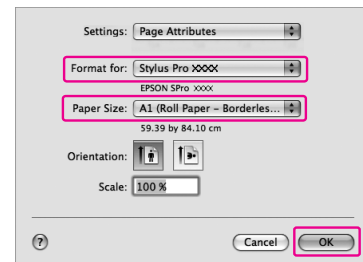 Settings: Page Attributes
Format for: Stylus Pro XXXX
EPSON SPro XXXX
Paper Size: A1 (Roll Paper – Borderles...
59.39 by 84.10 cm
Orientation:
Scale: 100 %
? Cancel OK